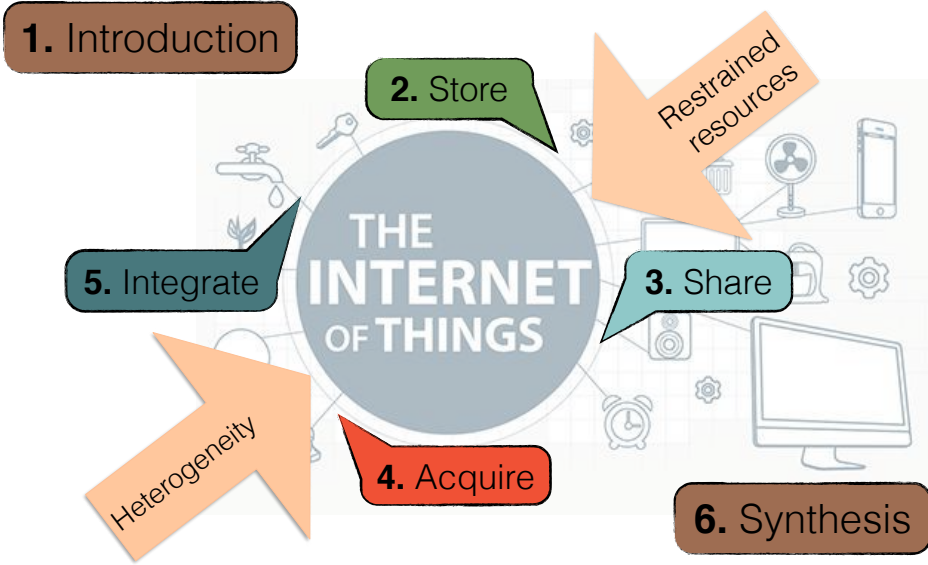 1. Introduction
2. Store
Restrained
resources
THE
INTERNET
OF THINGS
5. Integrate
3. Share
Heterogeneity
4. Acquire
6. Synthesis